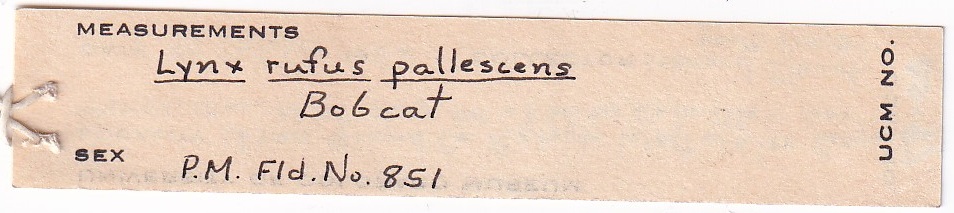 MEASUREMENTS
Lynx rufus pallescens
Bobcat
SEX P.M. Fld. No. 851
UCM NO.